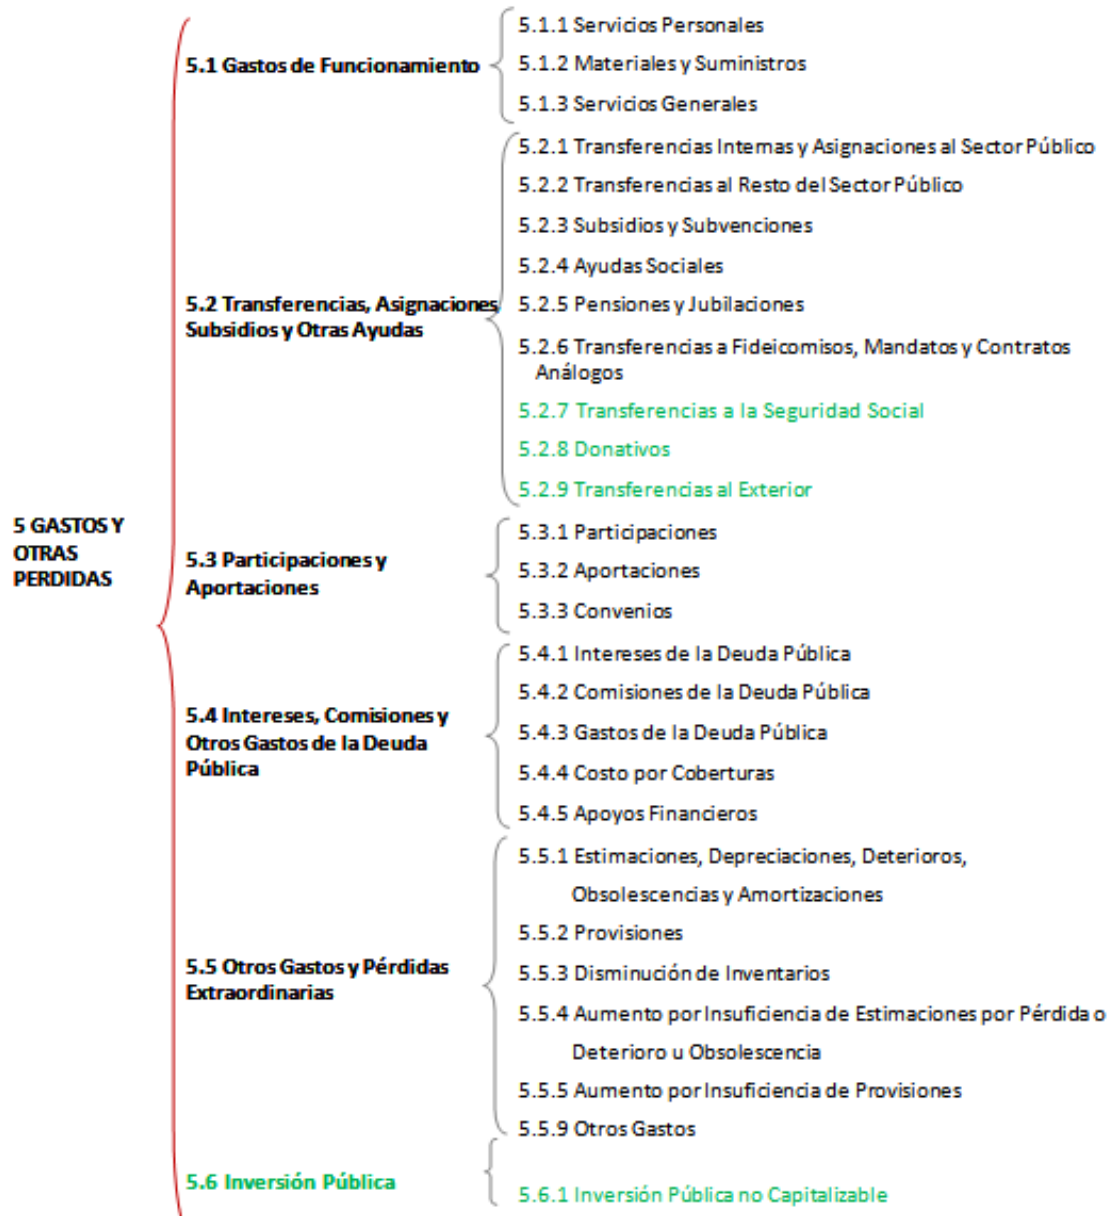 5 GASTOS Y
OTRAS
PERDIDAS
5.1 Gastos de Funcionamiento
5.1.1 Servicios Personales
5.1.2 Materiales y Suministros
5.1.3 Servicios Generales
5.2 Transferencias, Asignaciones
Subsidios y Otras Ayudas
5.2.1 Transferencias Internas y Asignaciones al Sector Público
5.2.2 Transferencias al Resto del Sector Público
5.2.3 Subsidios y Subvenciones
5.2.4 Ayudas Sociales
5.2.5 Pensiones y Jubilaciones
5.2.6 Transferencias a Fideicomisos, Mandatos y Contratos
Análogos
5.2.7 Transferencias a la Seguridad Social
5.2.8 Donativos
5.2.9 Transferencias al Exterior
5.3 Participaciones y
Aportaciones
5.3.1 Participaciones
5.3.2 Aportaciones
5.3.3 Convenios
5.4 Intereses, Comisiones y
Otros Gastos de la Deuda
Pública
5.4.1 Intereses de la Deuda Pública
5.4.2 Comisiones de la Deuda Pública
5.4.3 Gastos de la Deuda Pública
5.4.4 Costo por Coberturas
5.4.5 Apoyos Financieros
5.5 Otros Gastos y Pérdidas
Extraordinarias
5.5.1 Estimaciones, Depreciaciones, Deterioros,
Obsolescencias y Amortizaciones
5.5.2 Provisiones
5.5.3 Disminución de Inventarios
5.5.4 Aumento por Insuficiencia de Estimaciones por Pérdida o
Deterioro u Obsolescencia
5.5.5 Aumento por Insuficiencia de Provisiones
5.5.9 Otros Gastos
5.6 Inversión Pública
5.6.1 Inversión Pública no Capitalizable